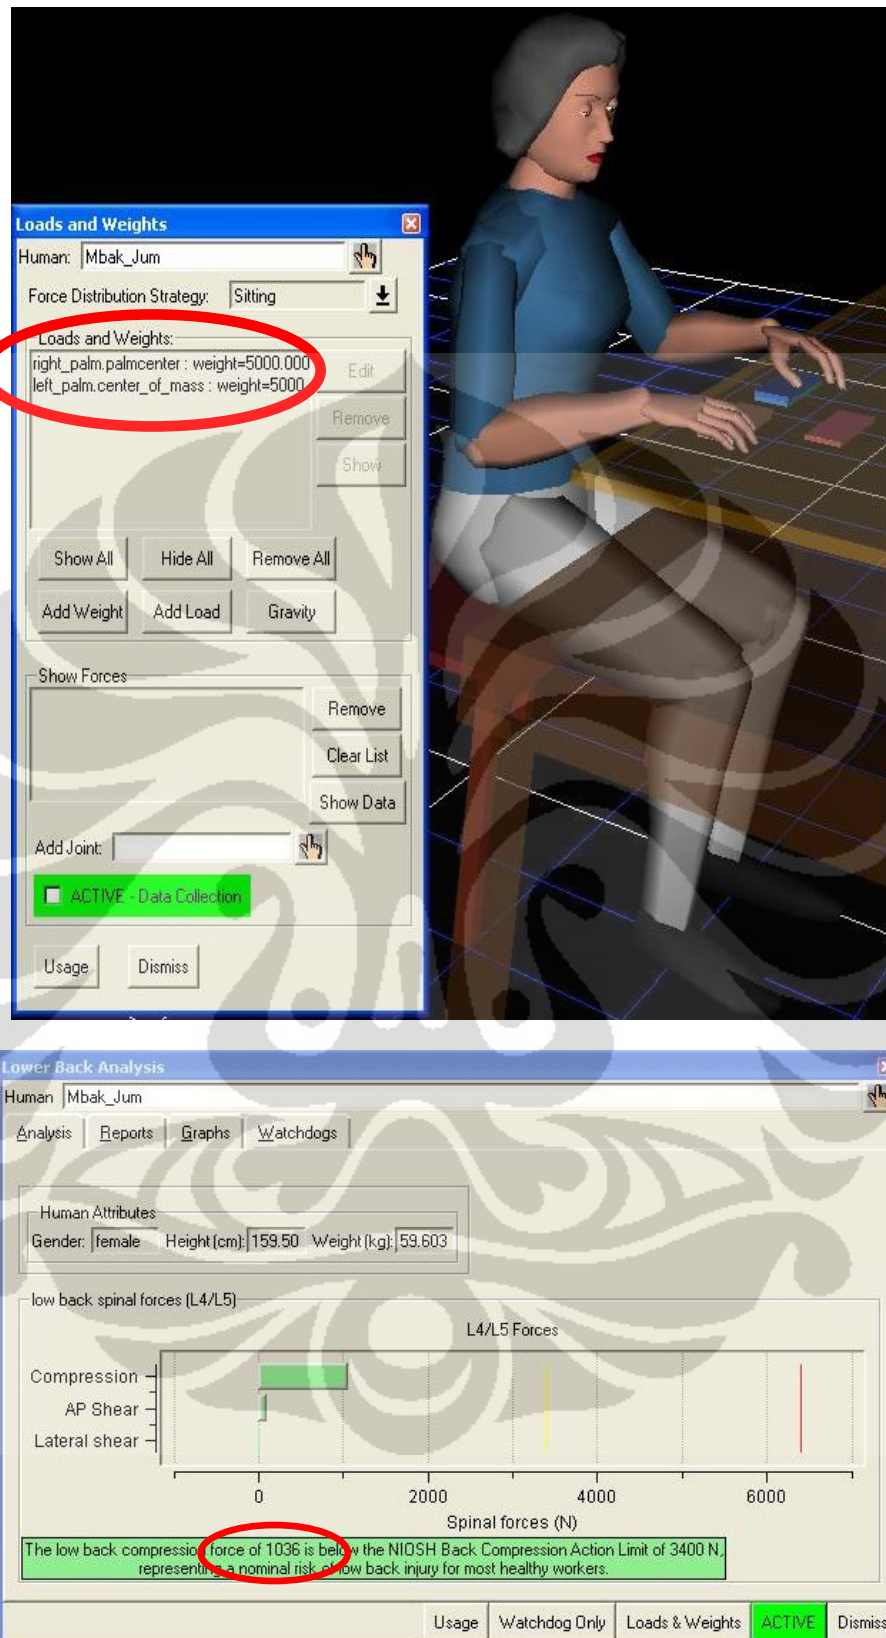 Loads and Weights
Human: Mbak_Jum
Force Distribution Strategy: Sitting
Loads and Weights:
right_palm.palmcenter : weight=5000.000
left_palm.center_of_mass : weight=5000
Edit
Remove
Show
Show All Hide All Remove All
Add Weight Add Load Gravity
Show Forces
Remove
Clear List
Show Data
Add Joint:
ACTIVE - Data Collection
Usage Dismiss
Lower Back Analysis
Human Mbak_Jum
Analysis Reports Graphs Watchdogs
Human Attributes
Gender: female Height (cm): 159.50 Weight (kg): 59.603
low back spinal forces (L4/L5)
L4/L5 Forces
Compression
AP Shear
Lateral shear
0 2000 4000 6000
Spinal forces (N)
The low back compression force of 1036 is below the NIOSH Back Compression Action Limit of 3400 N,
representing a nominal risk of low back injury for most healthy workers.
Usage Watchdog Only Loads & Weights ACTIVE Dismiss